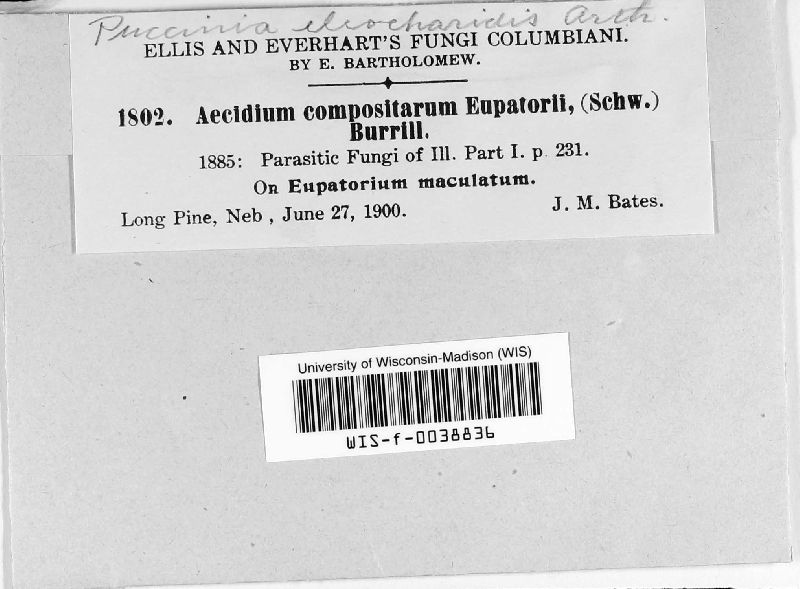 Puccinia eleocharidis Arth.
ELLIS AND EVERHART'S FUNGI COLUMBIANI.
BY E. BARTHOLOMEW.
1802. Aecidium compositarum Eupatorii, (Schw.)
Burrill.
1885: Parasitic Fungi of Ill. Part I. p. 231.
On Eupatorium maculatum.
Long Pine, Neb, June 27, 1900. J. M. Bates.
University of Wisconsin-Madison (WIS)
WIS-f-0038836